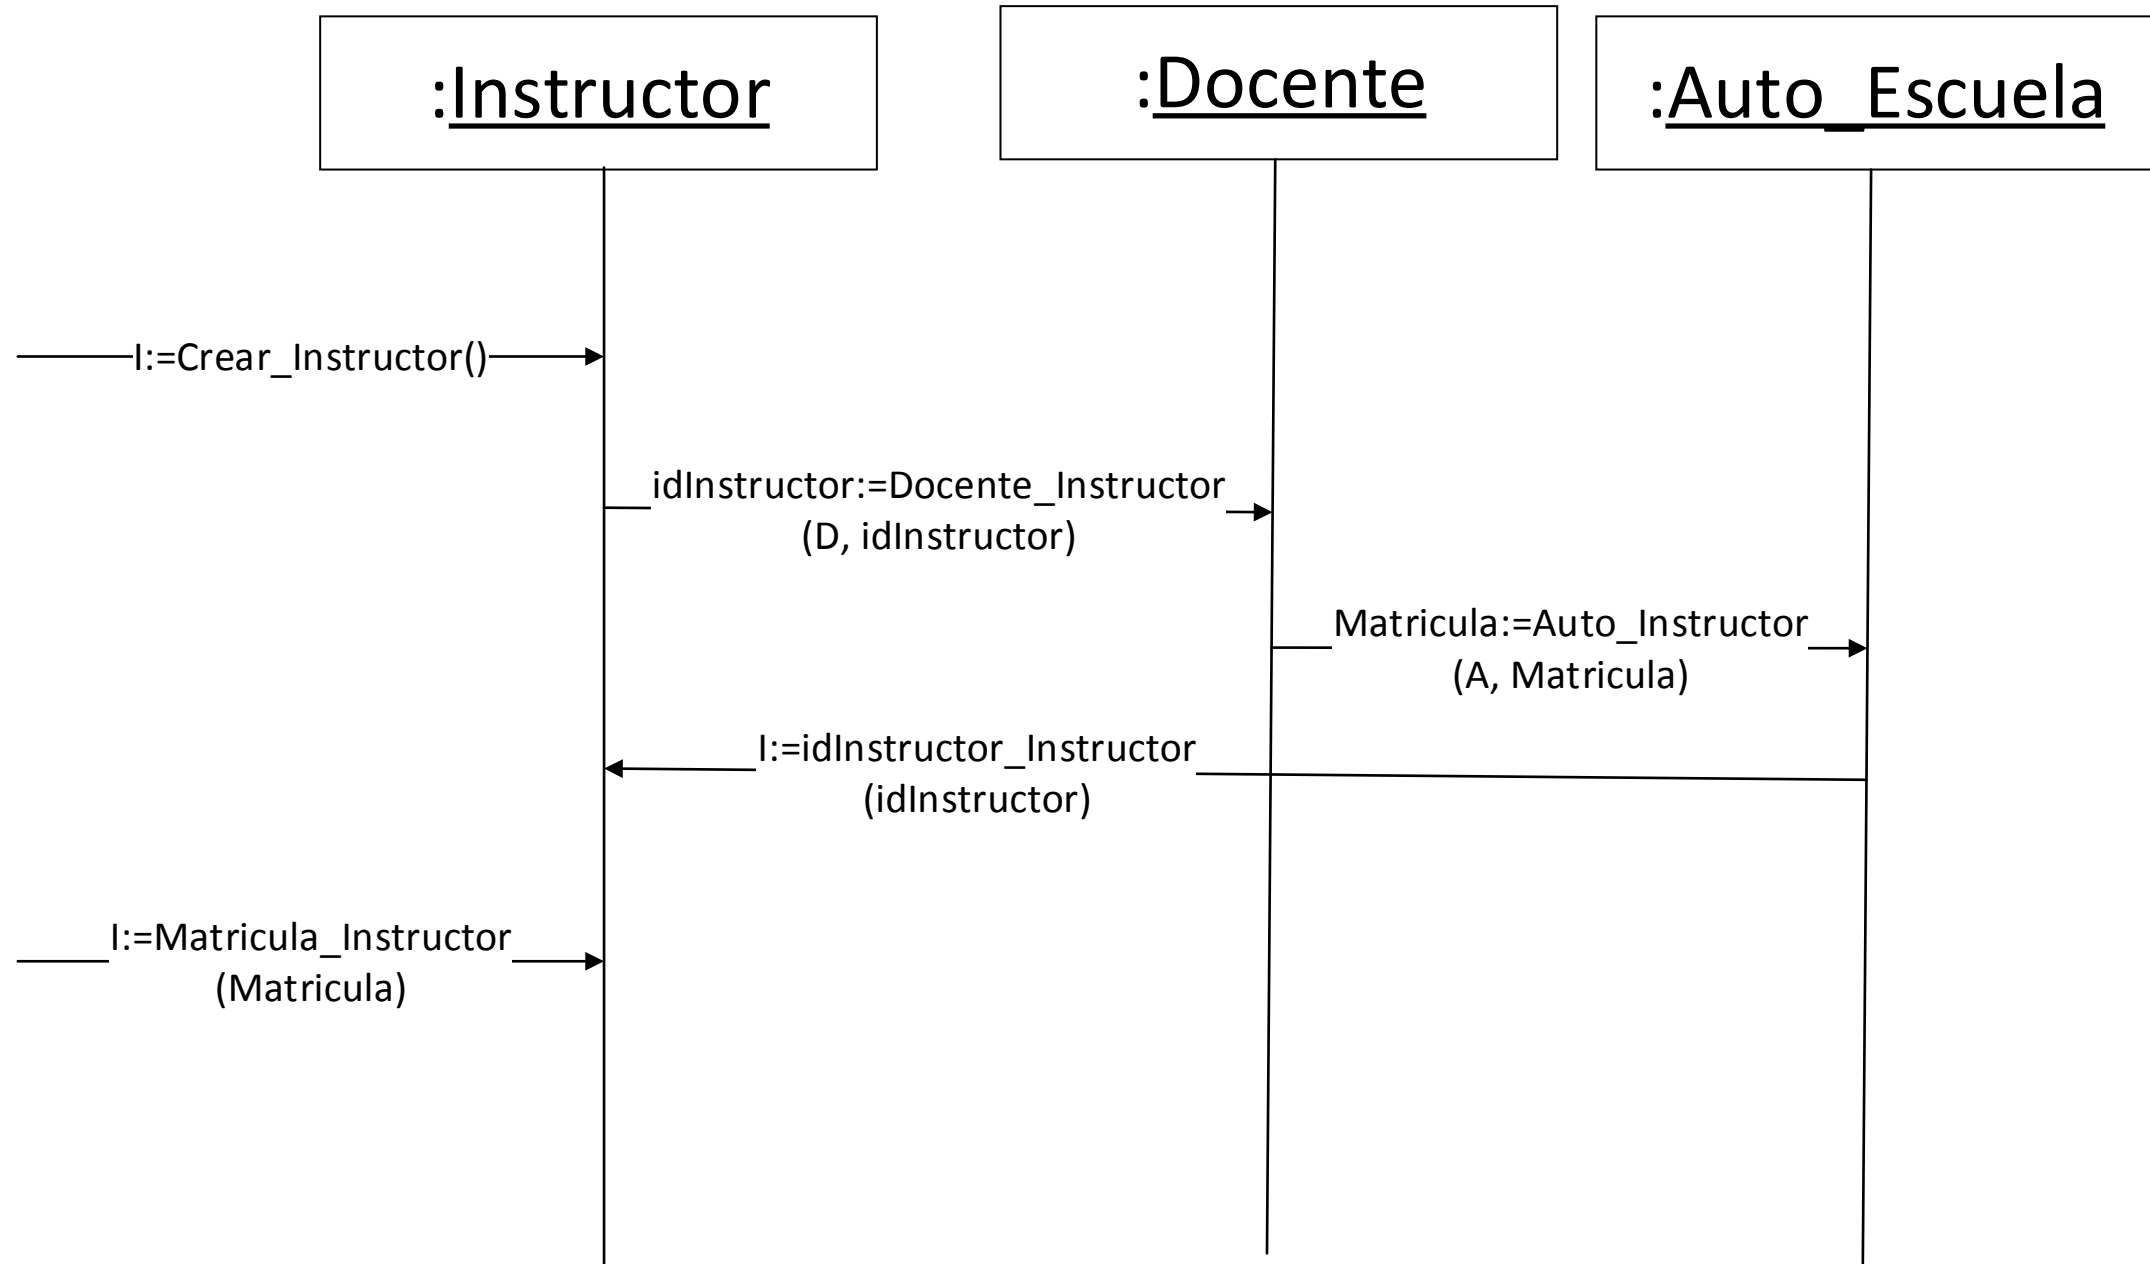 :Instructor
:Docente
:Auto_Escuela
I:=Crear_Instructor()
idInstructor:=Docente_Instructor
(D, idInstructor)
Matricula:=Auto_Instructor
(A, Matricula)
I:=idInstructor_Instructor
(idInstructor)
I:=Matricula_Instructor
(Matricula)